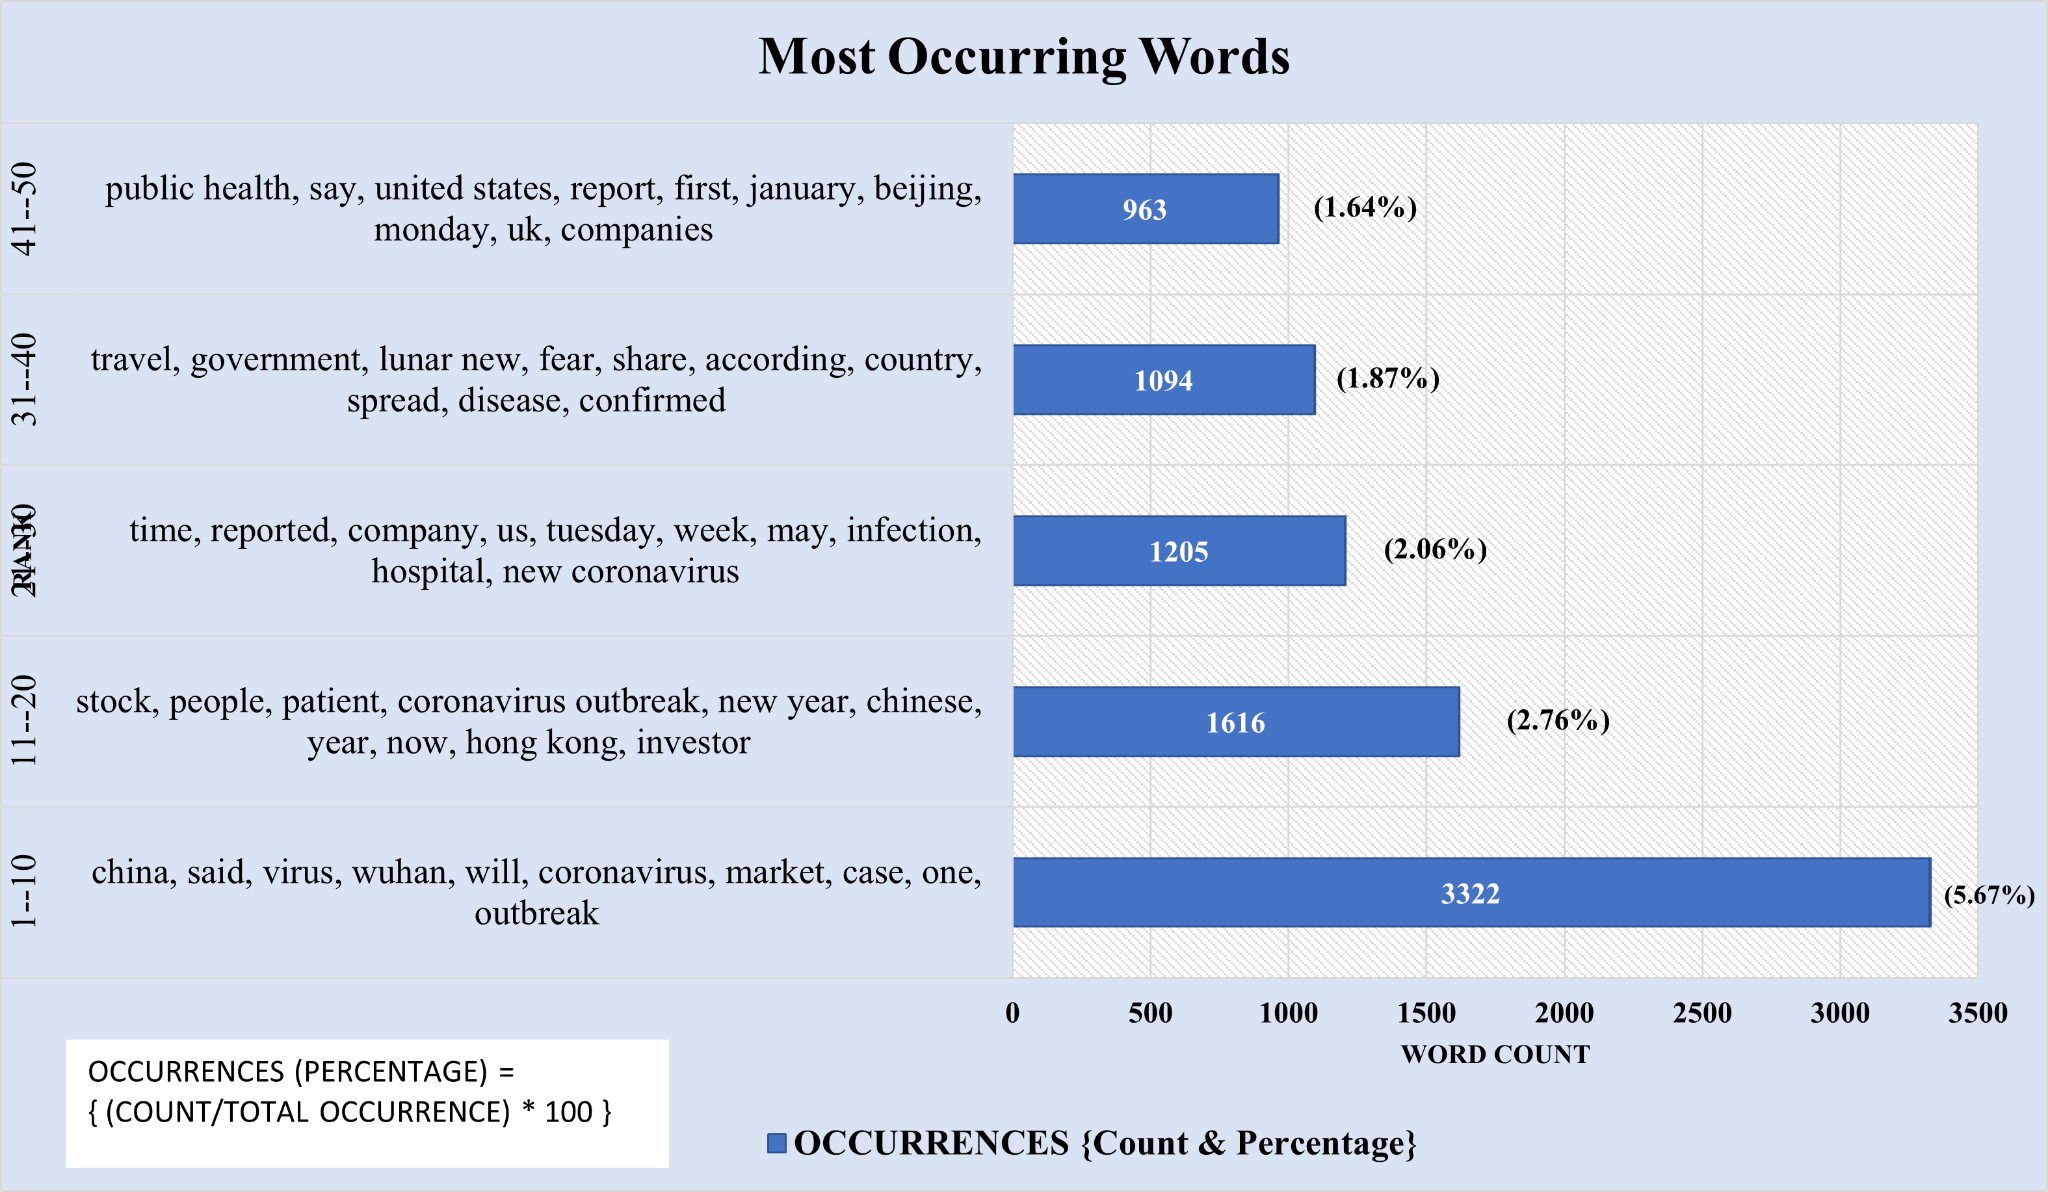 Most Occurring Words
41--50
public health, say, united states, report, first, january, beijing,
monday, uk, companies
963
(1.64%)
31--40
travel, government, lunar new, fear, share, according, country,
spread, disease, confirmed
1094
(1.87%)
RANK
21--30
time, reported, company, us, tuesday, week, may, infection,
hospital, new coronavirus
1205
(2.06%)
11--20
stock, people, patient, coronavirus outbreak, new year, chinese,
year, now, hong kong, investor
1616
(2.76%)
1--10
china, said, virus, wuhan, will, coronavirus, market, case, one,
outbreak
3322
(5.67%)
0 500 1000 1500 2000 2500 3000 3500
WORD COUNT
OCCURRENCES (PERCENTAGE) =
{ (COUNT/TOTAL OCCURRENCE) * 100 }
OCCURRENCES {Count & Percentage}